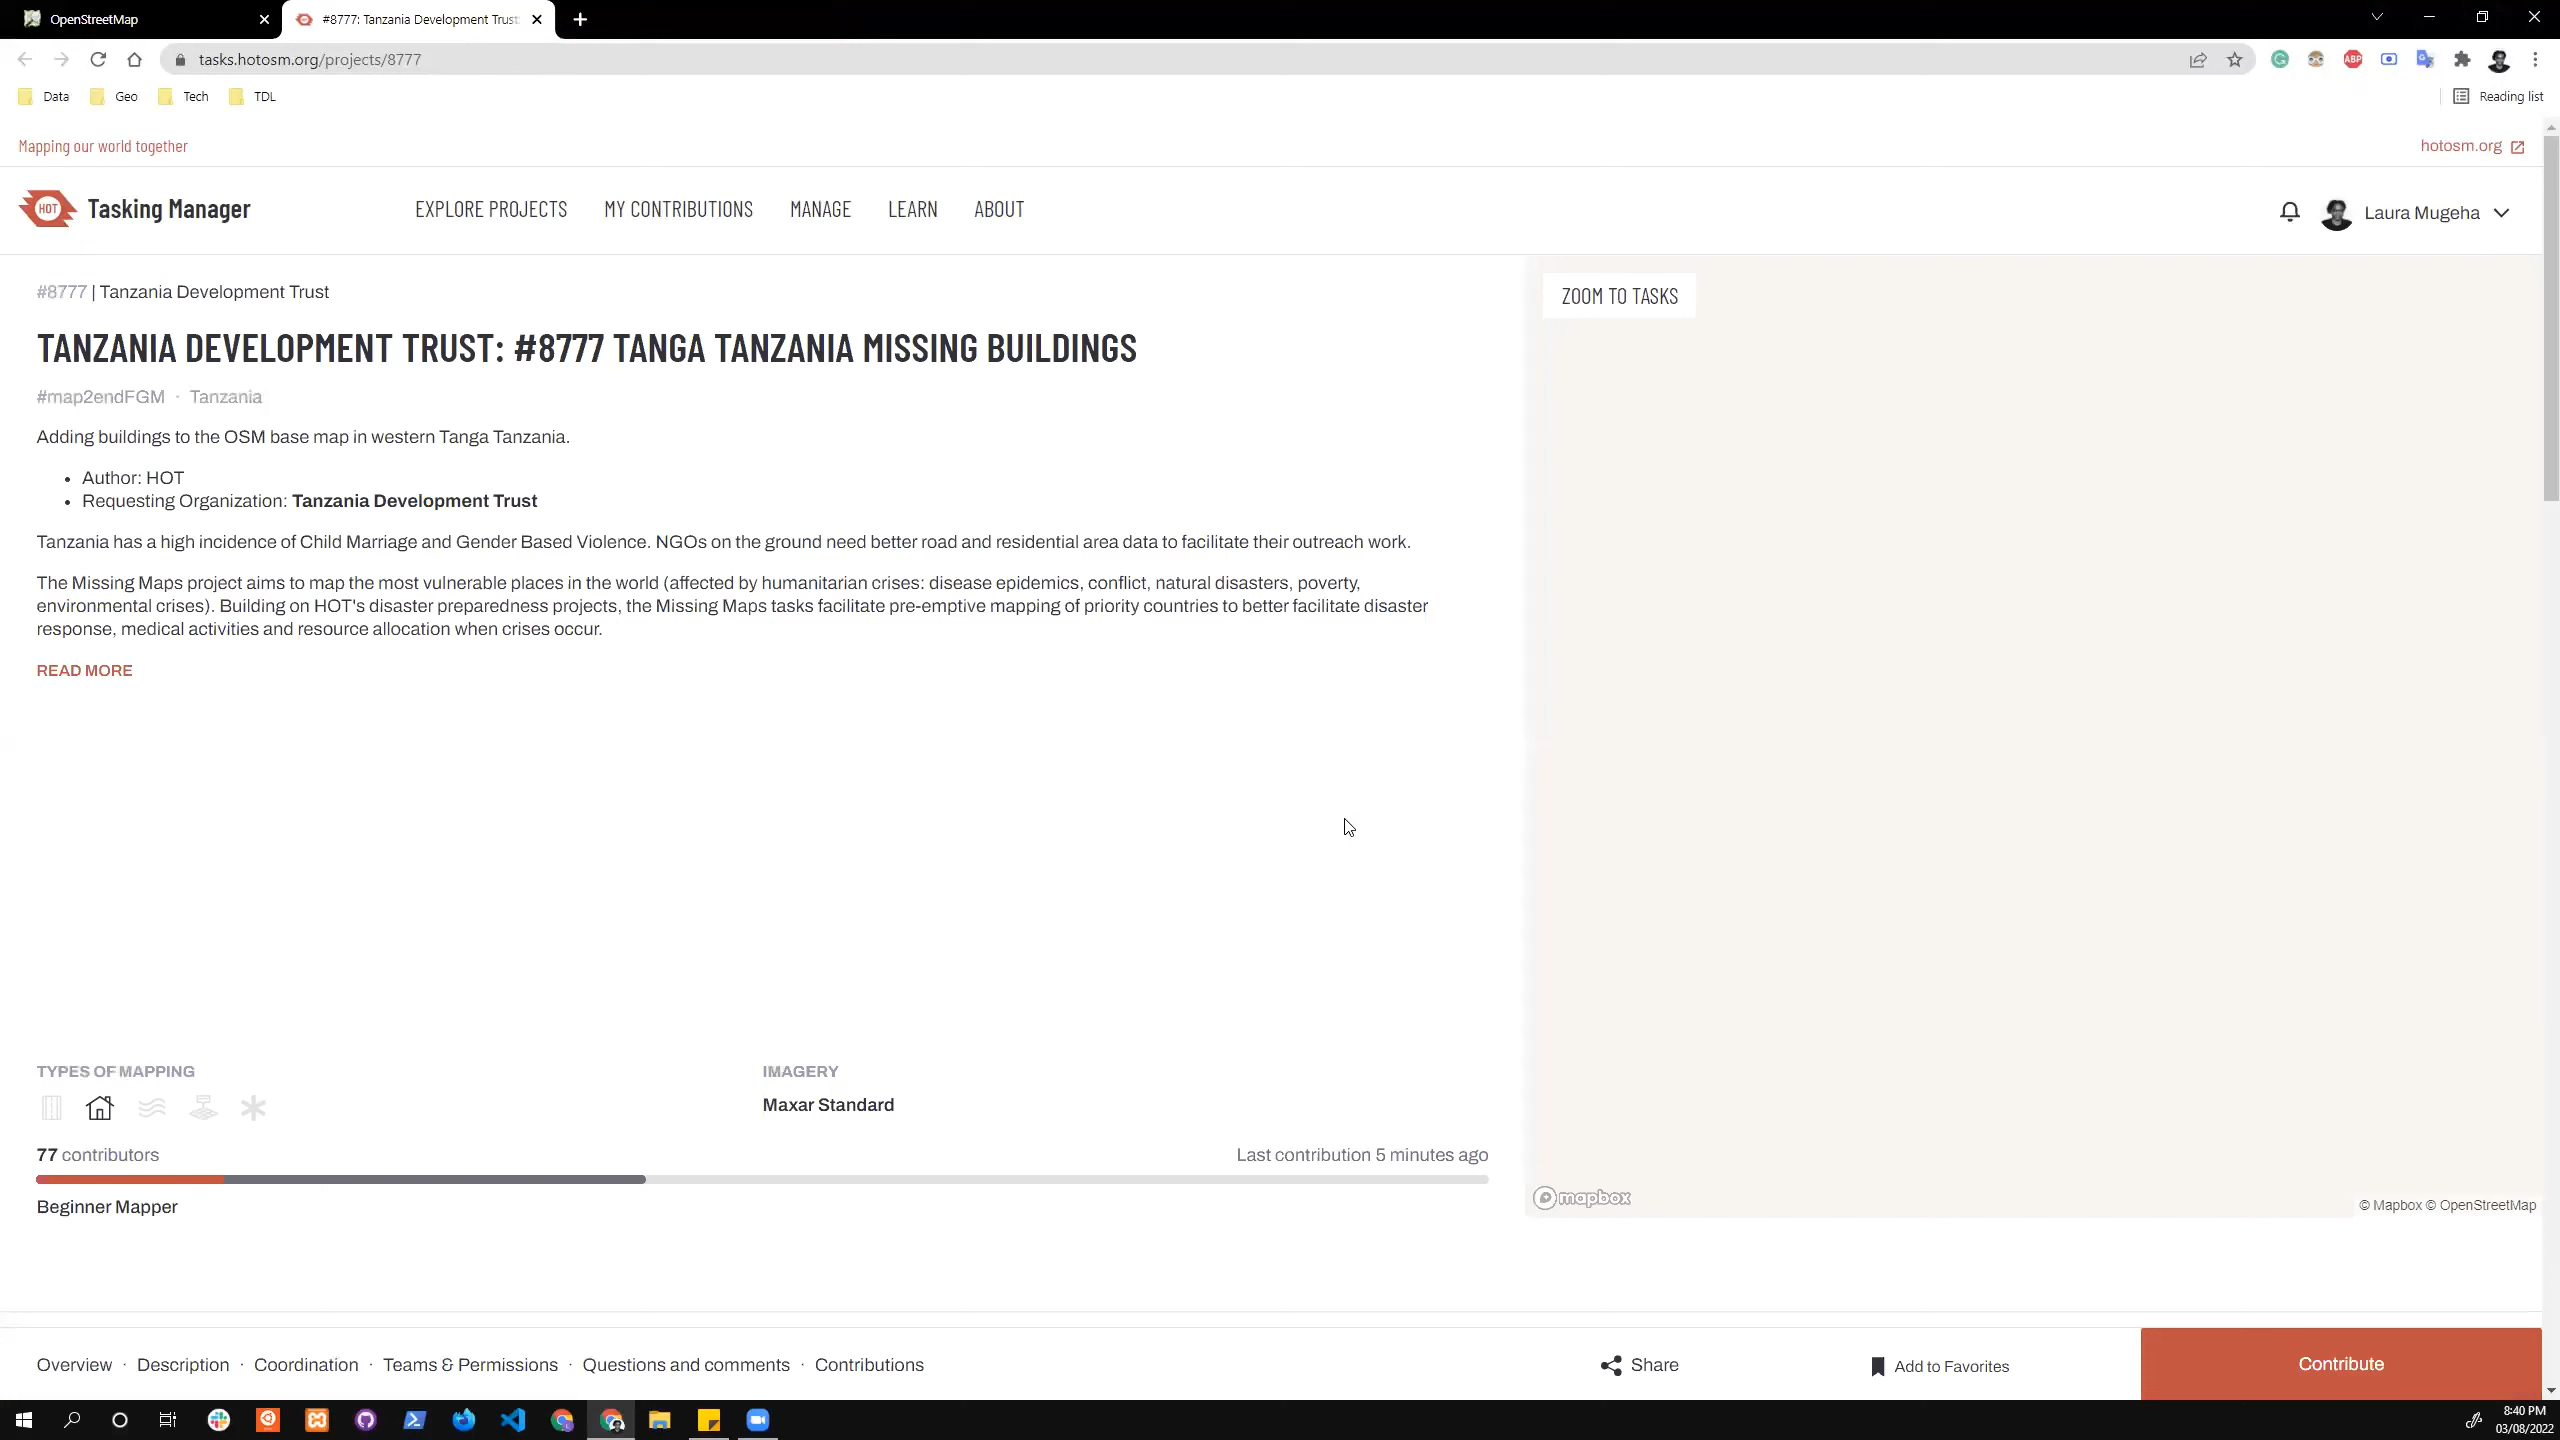 OpenStreetMap
#8777: Tanzania Development Trust:
tasks.hotosm.org/projects/8777
ABP
Data
Geo
Tech
TDL
Reading list
Mapping our world together
hotosm.org
HOT
Tasking Manager
EXPLORE PROJECTS
MY CONTRIBUTIONS
MANAGE
LEARN
ABOUT
Laura Mugeha
#8777 | Tanzania Development Trust
ZOOM TO TASKS
TANZANIA DEVELOPMENT TRUST: #8777 TANGA TANZANIA MISSING BUILDINGS
#map2endFGM · Tanzania
Adding buildings to the OSM base map in western Tanga Tanzania.
• Author: HOT
• Requesting Organization: Tanzania Development Trust
Tanzania has a high incidence of Child Marriage and Gender Based Violence. NGOs on the ground need better road and residential area data to facilitate their outreach work.
The Missing Maps project aims to map the most vulnerable places in the world (affected by humanitarian crises: disease epidemics, conflict, natural disasters, poverty,
environmental crises). Building on HOT's disaster preparedness projects, the Missing Maps tasks facilitate pre-emptive mapping of priority countries to better facilitate disaster
response, medical activities and resource allocation when crises occur.
READ MORE
TYPES OF MAPPING
IMAGERY
Maxar Standard
77 contributors
Last contribution 5 minutes ago
Beginner Mapper
mapbox
© Mapbox © OpenStreetMap
Overview · Description · Coordination · Teams & Permissions · Questions and comments · Contributions
Share
Add to Favorites
Contribute
8:40 PM
03/08/2022